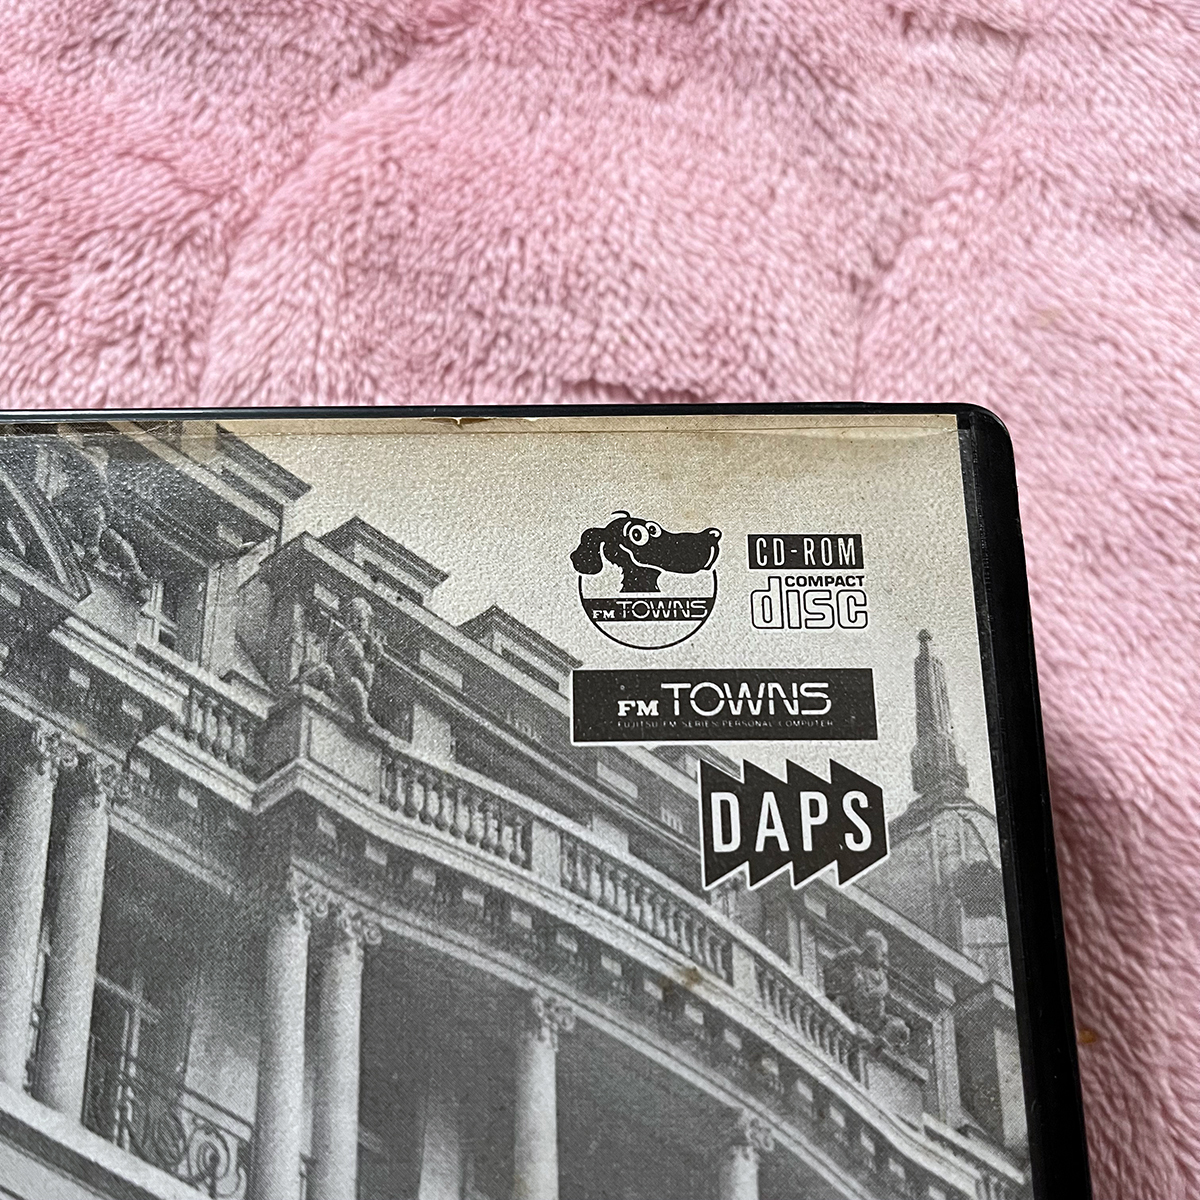 FM TOWNS
CD-ROM
COMPACT
disc
FM TOWNS
FUJITSU FM SERIES PERSONAL COMPUTER
DAPS